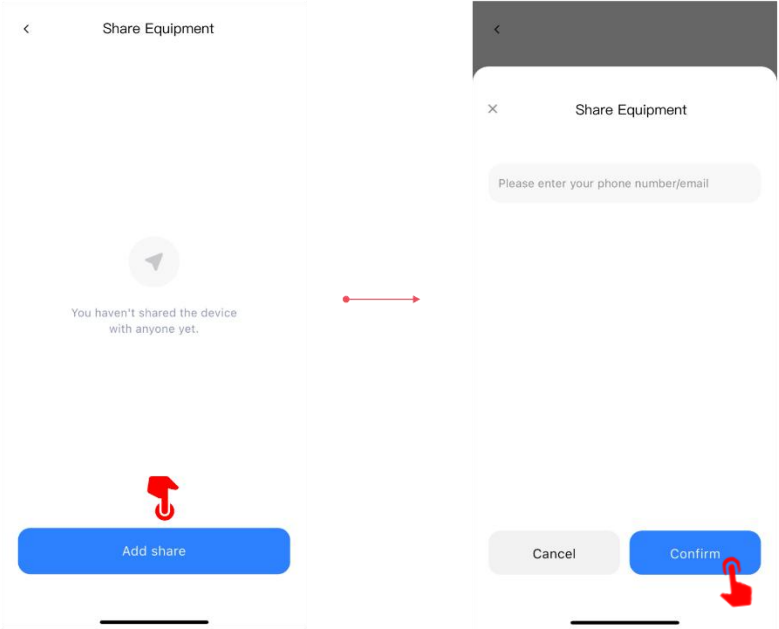 Share Equipment
You haven't shared the device
with anyone yet.
Add share
Share Equipment
Please enter your phone number/email
Cancel
Confirm